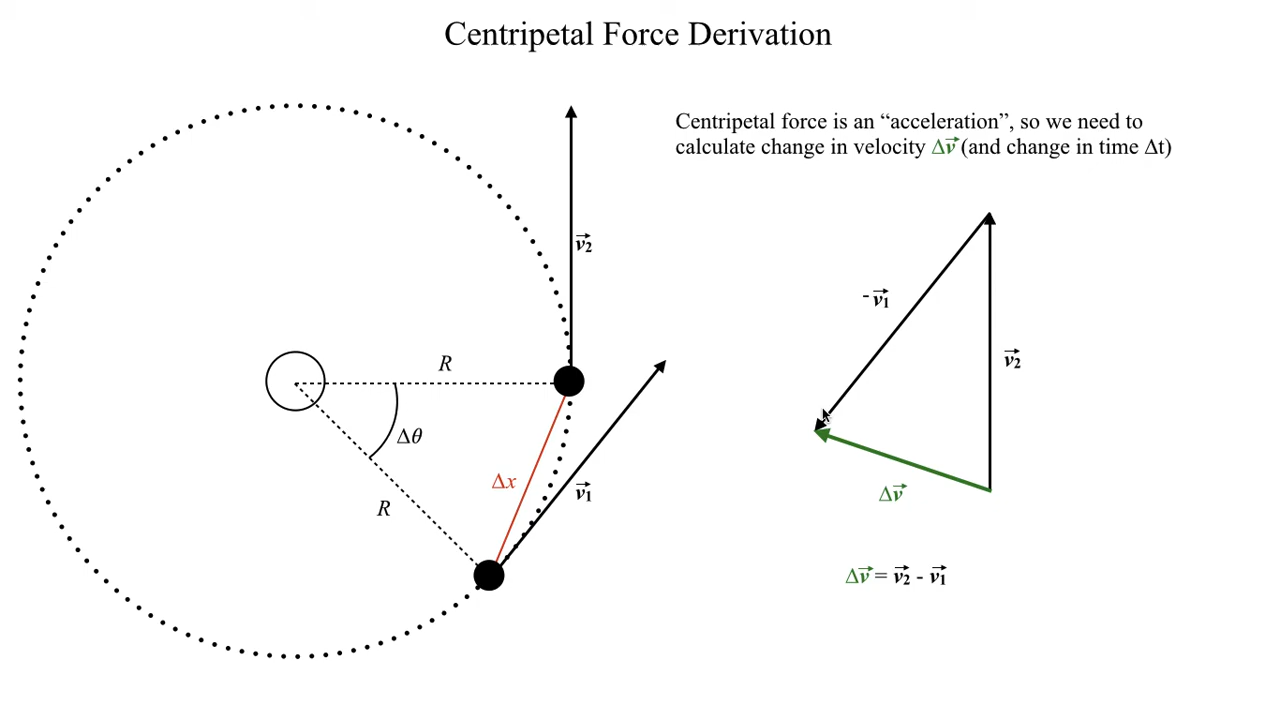 Centripetal Force Derivation
Centripetal force is an “acceleration”, so we need to
calculate change in velocity Δv⃗ (and change in time Δt)
v⃗₂
-v⃗₁
v⃗₂
R
Δθ
Δx
v⃗₁
R
Δv⃗
Δv⃗ = v⃗₂ - v⃗₁